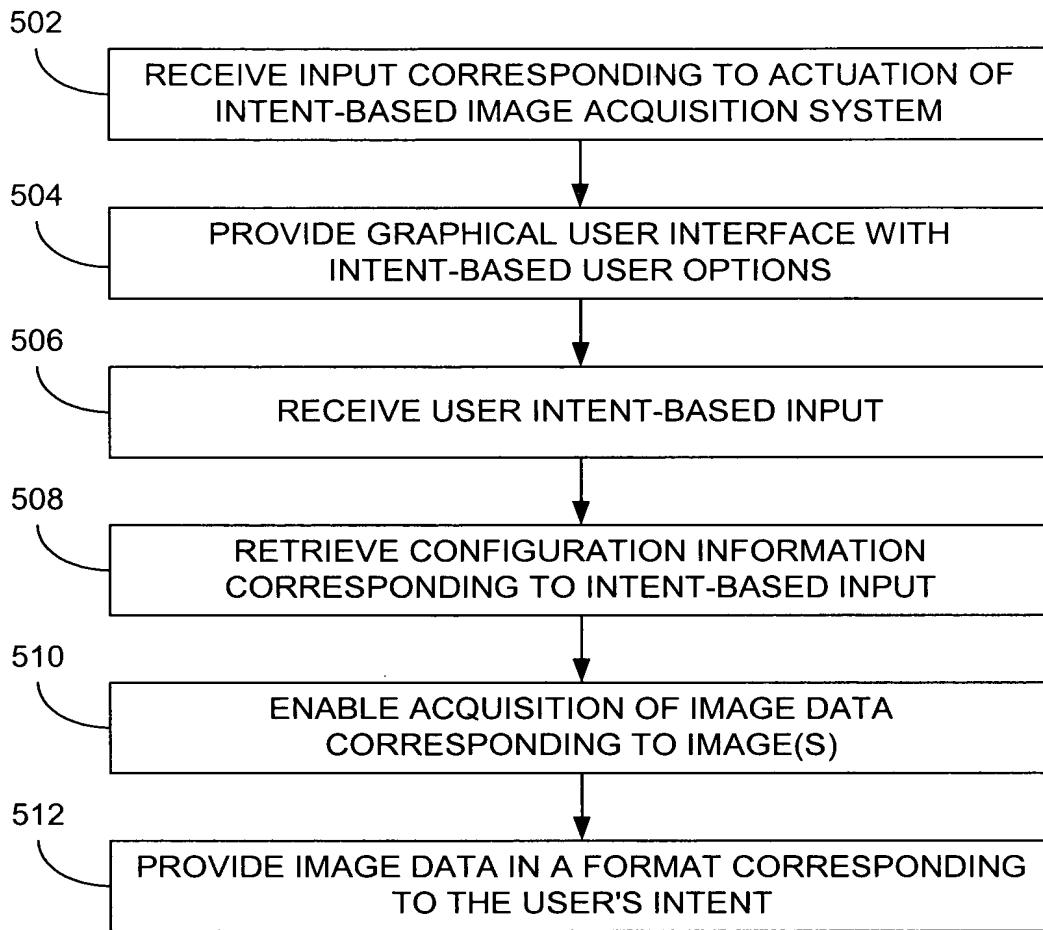 502
RECEIVE INPUT CORRESPONDING TO ACTUATION OF
INTENT-BASED IMAGE ACQUISITION SYSTEM
504
PROVIDE GRAPHICAL USER INTERFACE WITH
INTENT-BASED USER OPTIONS
506
RECEIVE USER INTENT-BASED INPUT
508
RETRIEVE CONFIGURATION INFORMATION
CORRESPONDING TO INTENT-BASED INPUT
510
ENABLE ACQUISITION OF IMAGE DATA
CORRESPONDING TO IMAGE(S)
512
PROVIDE IMAGE DATA IN A FORMAT CORRESPONDING
TO THE USER'S INTENT